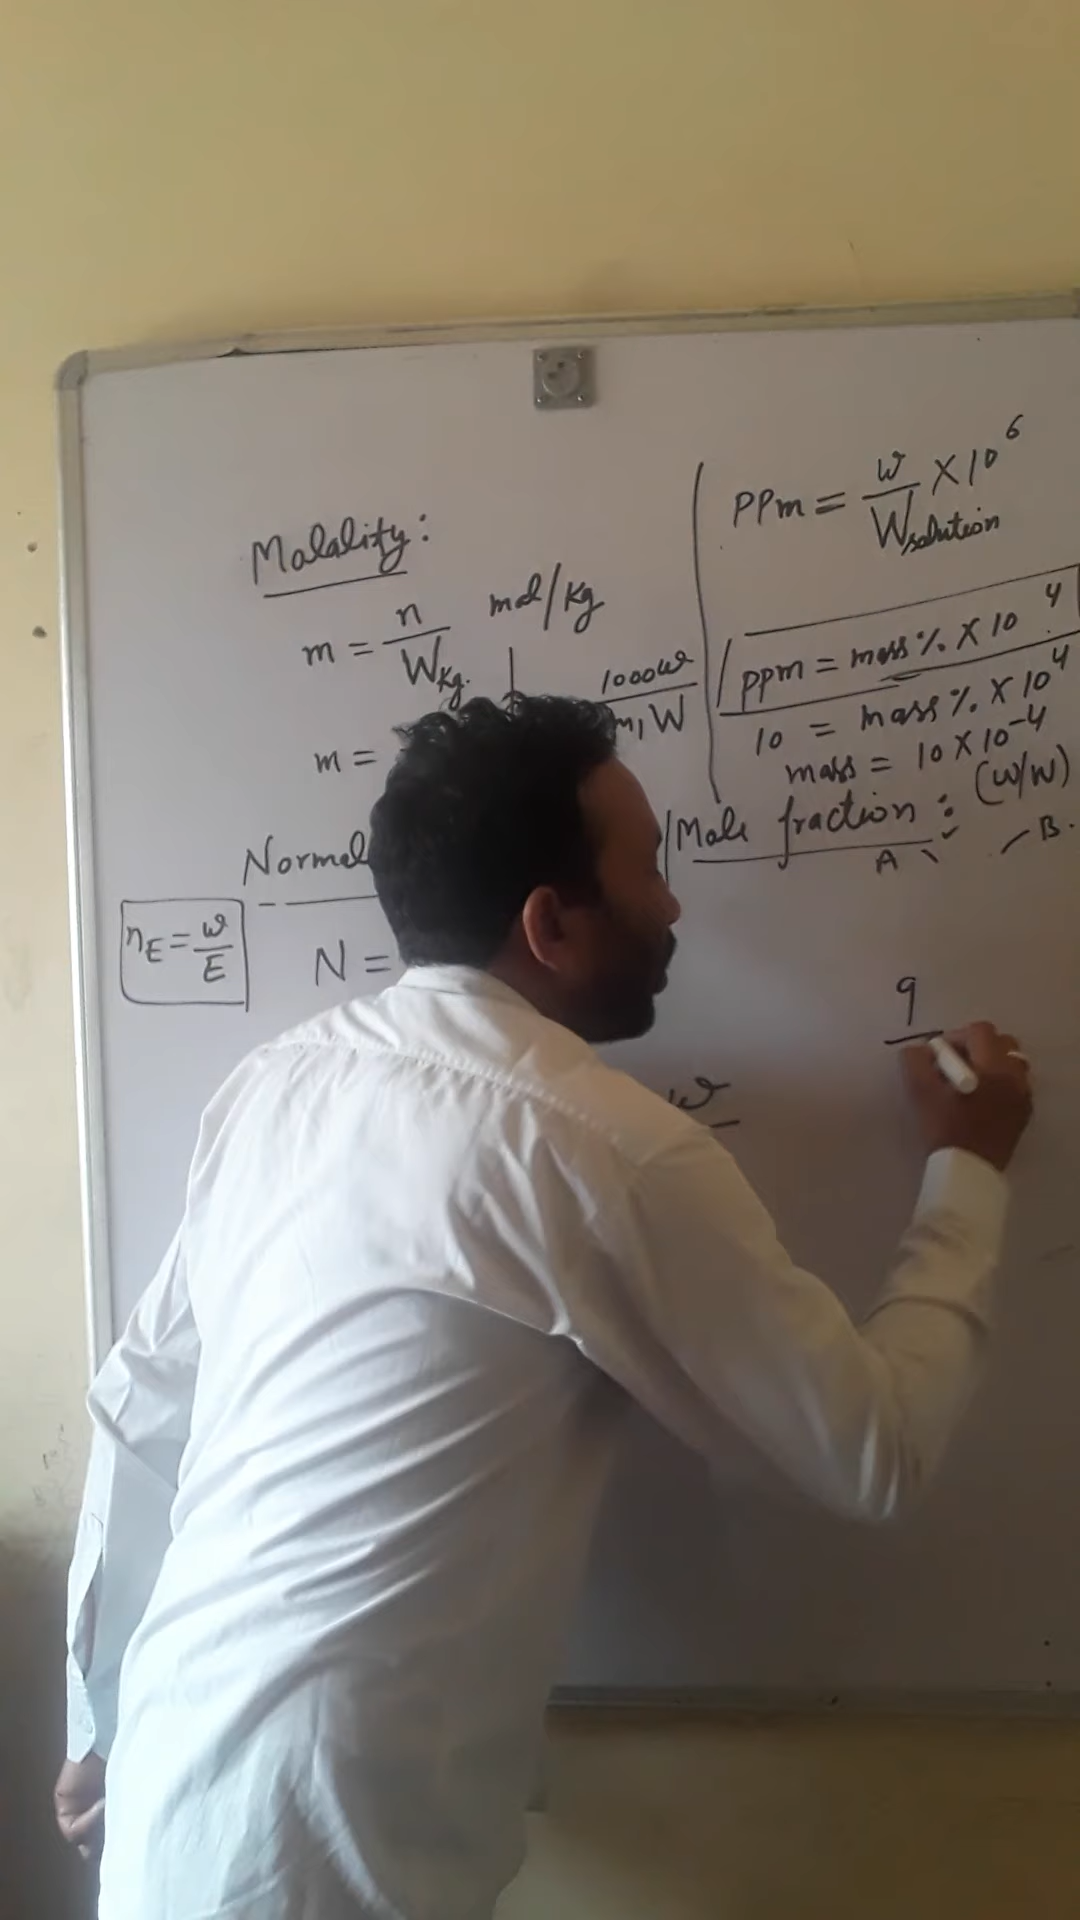 Molality:
m = n/W Kg. mol/Kg
m = 1000w/m, W
Normal
nE = w/E
N =
w
PPm = w/W solution X 10^6
ppm = mass %. X 10^4
10 = mass %. X 10^4
mass = 10 X 10^-4
(w/W)
Mole fraction :
A
B.
9